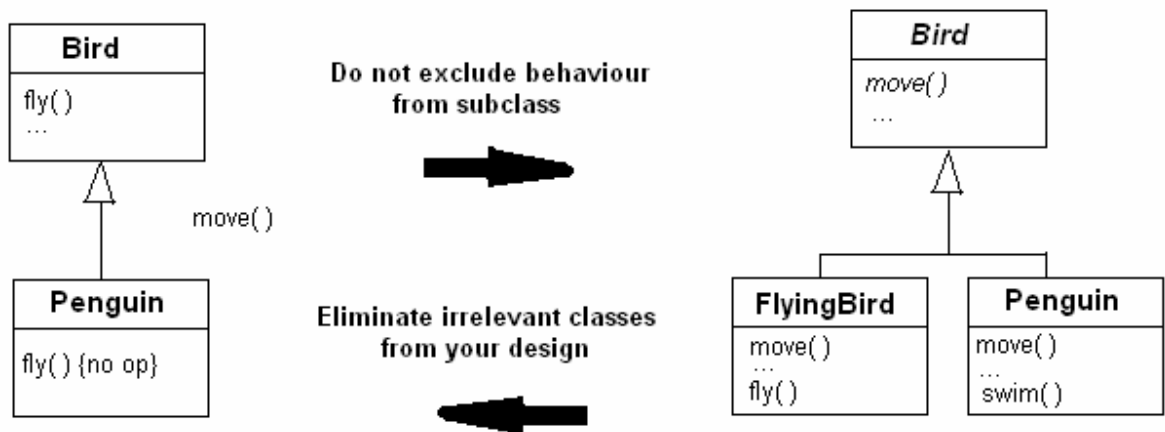 Bird
fly( )
...
move( )
Penguin
fly( ) {no op}
Do not exclude behaviour
from subclass
Eliminate irrelevant classes
from your design
Bird
move( )
...
FlyingBird
move( )
...
fly( )
Penguin
move( )
...
swim( )